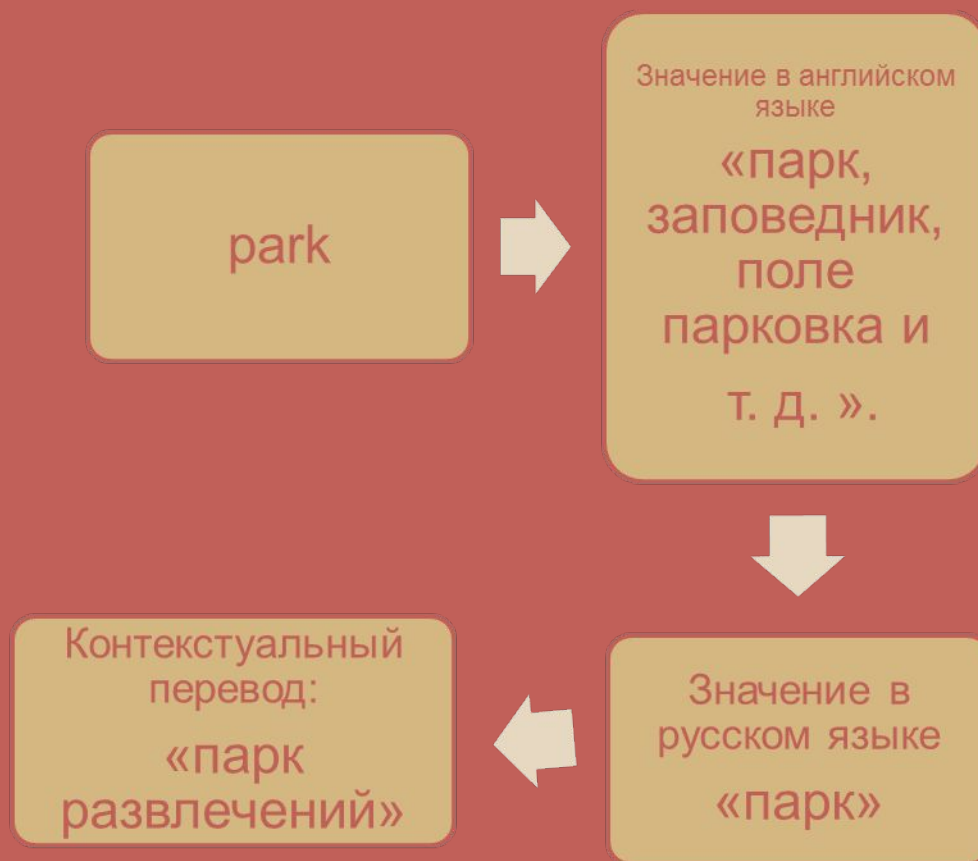 park
Значение в английском
языке
«парк,
заповедник,
поле
парковка и
т. д. ».
Значение в
русском языке
«парк»
Контекстуальный
перевод:
«парк
развлечений»